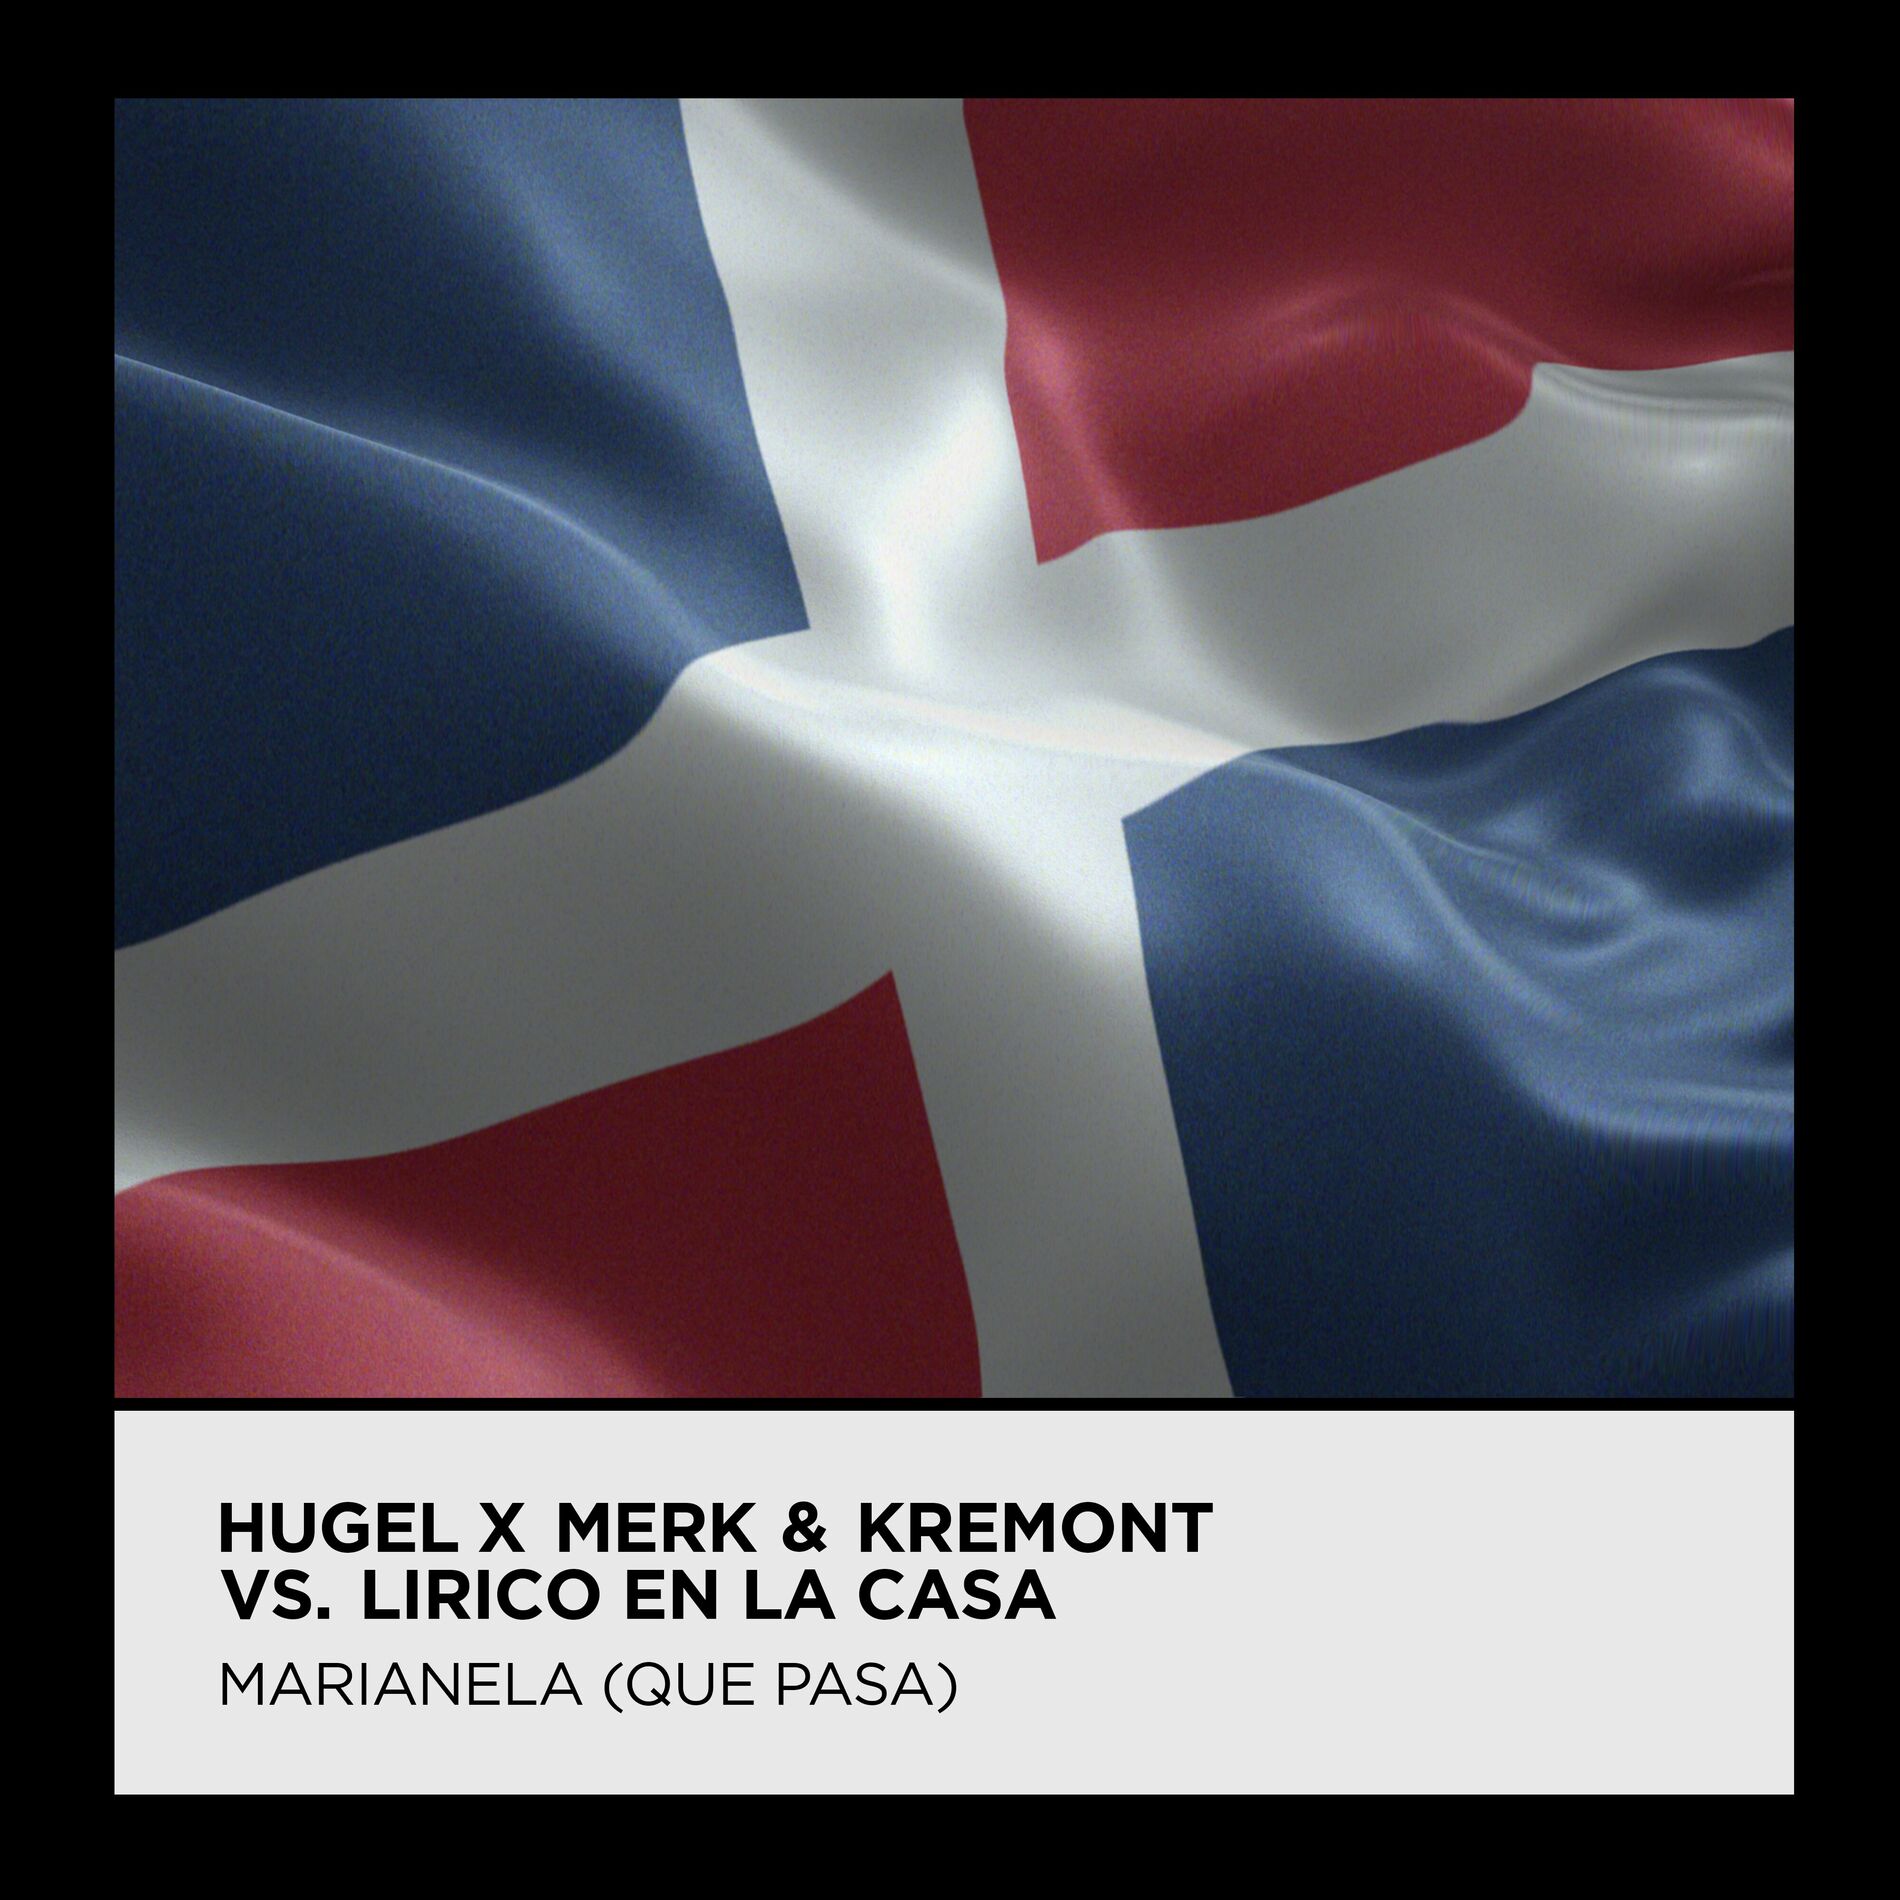 HUGEL X MERK & KREMONT
VS. LIRICO EN LA CASA
MARIANELA (QUE PASA)